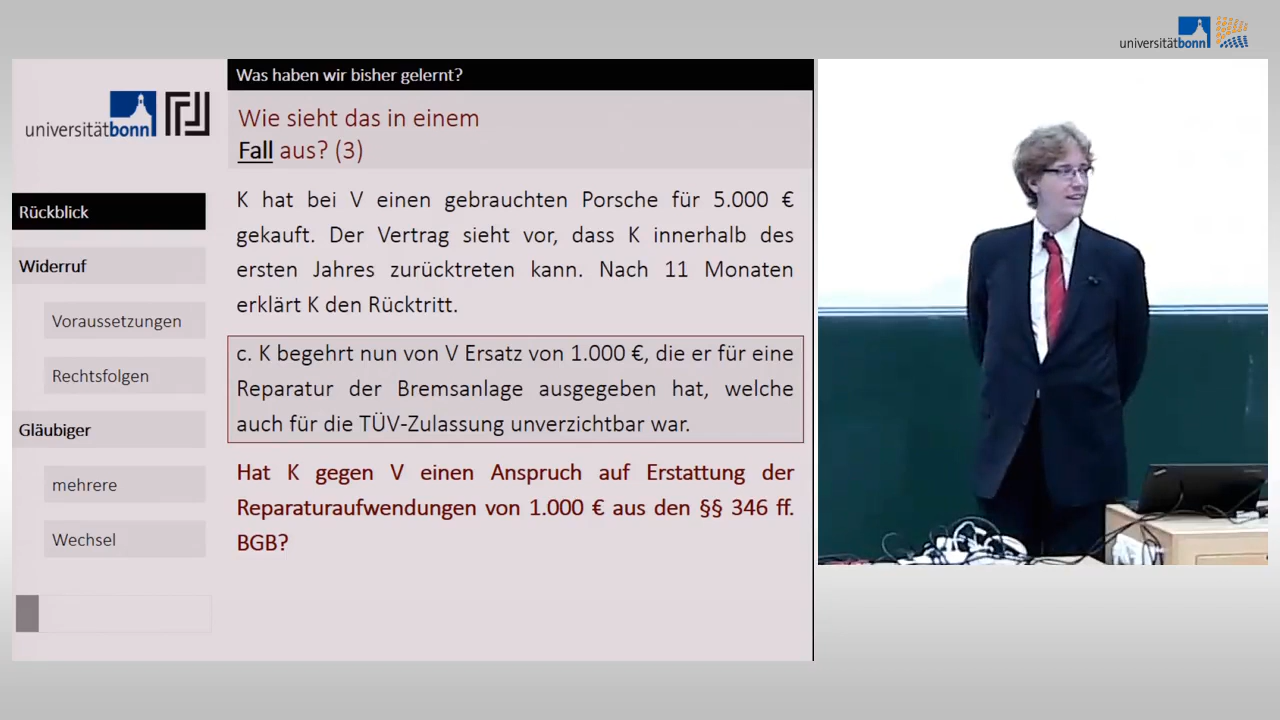 universitätbonn
Was haben wir bisher gelernt?
universitätbonn
Wie sieht das in einem
Fall aus? (3)
Rückblick
Widerruf
Voraussetzungen
Rechtsfolgen
Gläubiger
mehrere
Wechsel
K hat bei V einen gebrauchten Porsche für 5.000 €
gekauft. Der Vertrag sieht vor, dass K innerhalb des
ersten Jahres zurücktreten kann. Nach 11 Monaten
erklärt K den Rücktritt.
c. K begehrt nun von V Ersatz von 1.000 €, die er für eine
Reparatur der Bremsanlage ausgegeben hat, welche
auch für die TÜV-Zulassung unverzichtbar war.
Hat K gegen V einen Anspruch auf Erstattung der
Reparaturaufwendungen von 1.000 € aus den §§ 346 ff.
BGB?